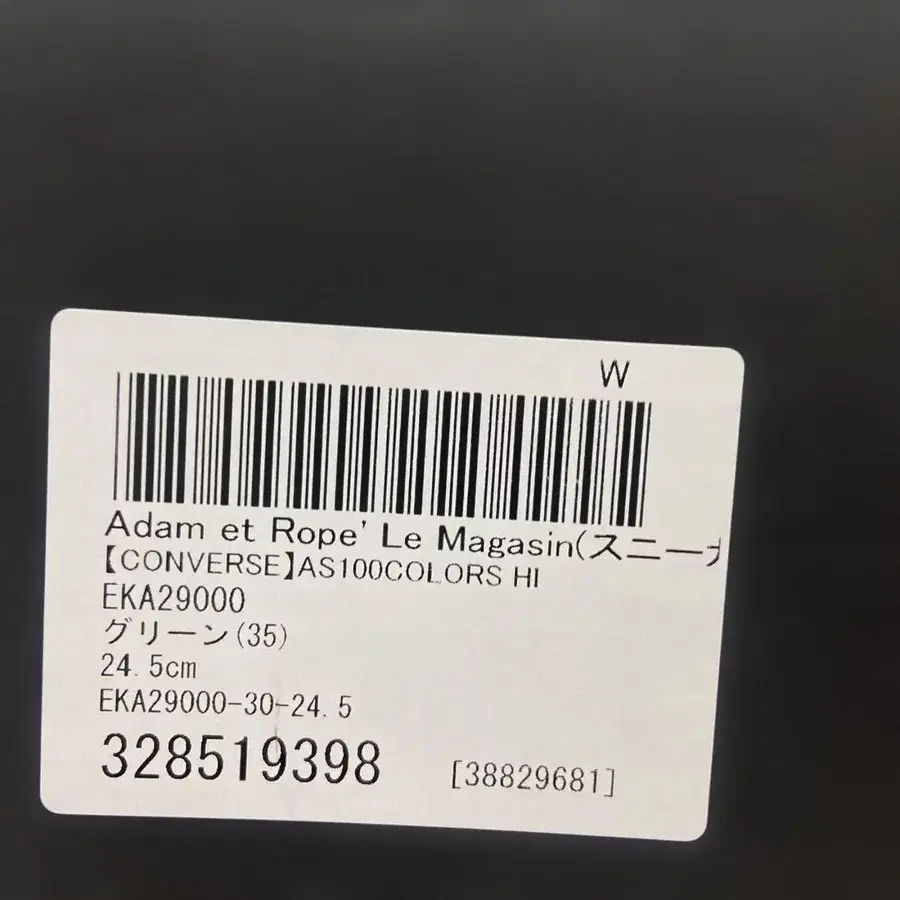 W
Adam et Rope' Le Magasin(スニー
【CONVERSE】AS100COLORS HI
EKA29000
グリーン(35)
24.5cm
EKA29000-30-24.5
328519398
[38829681]